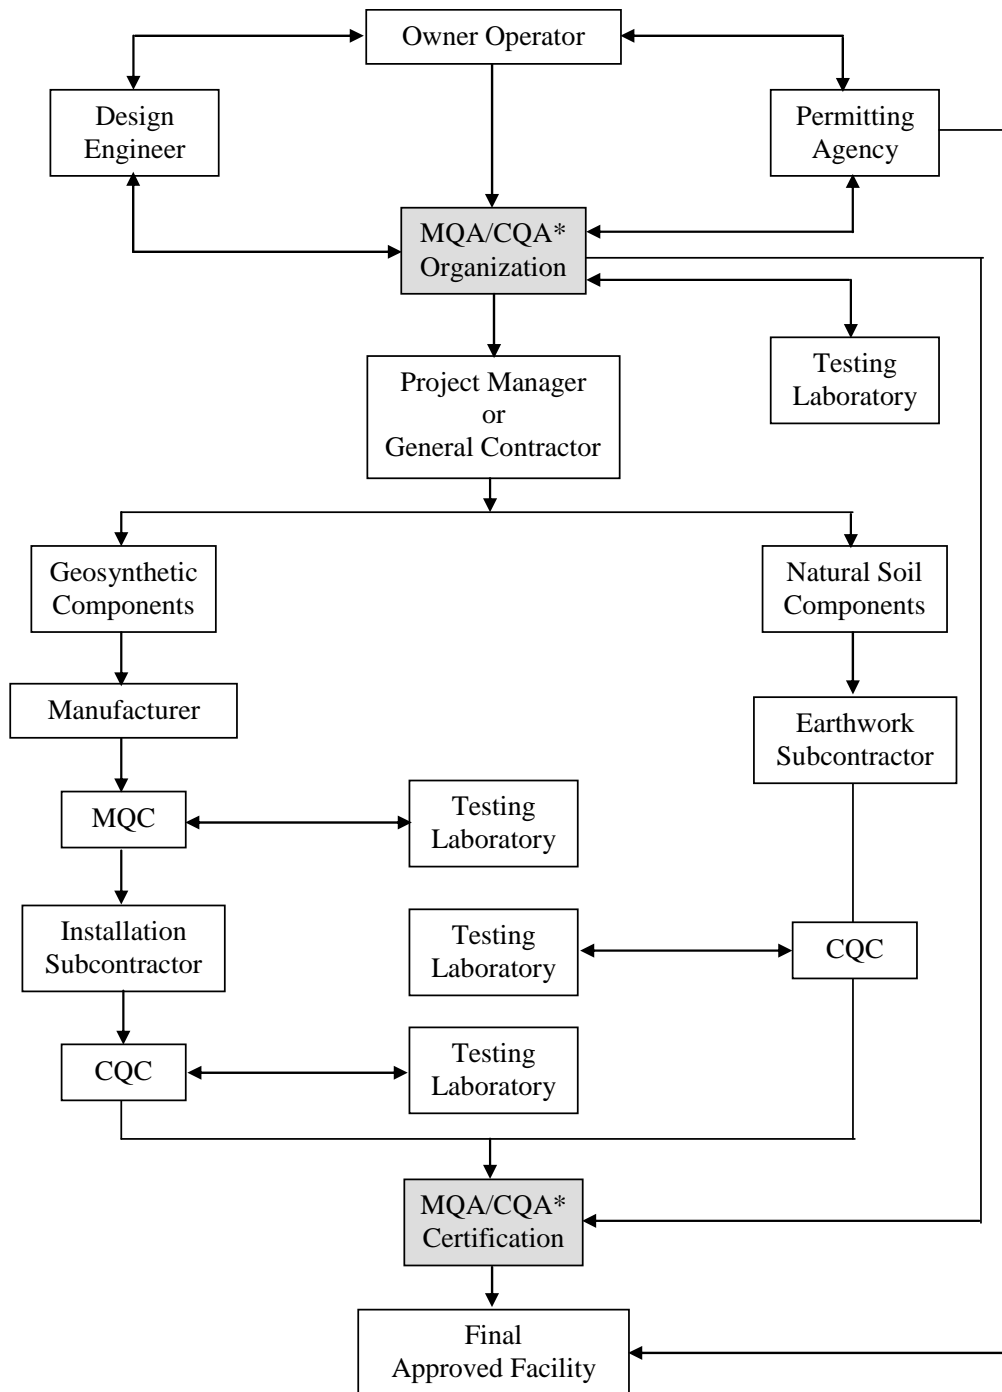 Owner Operator
Design
Engineer
Permitting
Agency
MQA/CQA*
Organization
Testing
Laboratory
Project Manager
or
General Contractor
Geosynthetic
Components
Natural Soil
Components
Manufacturer
Earthwork
Subcontractor
MQC
Testing
Laboratory
Installation
Subcontractor
Testing
Laboratory
CQC
CQC
Testing
Laboratory
MQA/CQA*
Certification
Final
Approved Facility